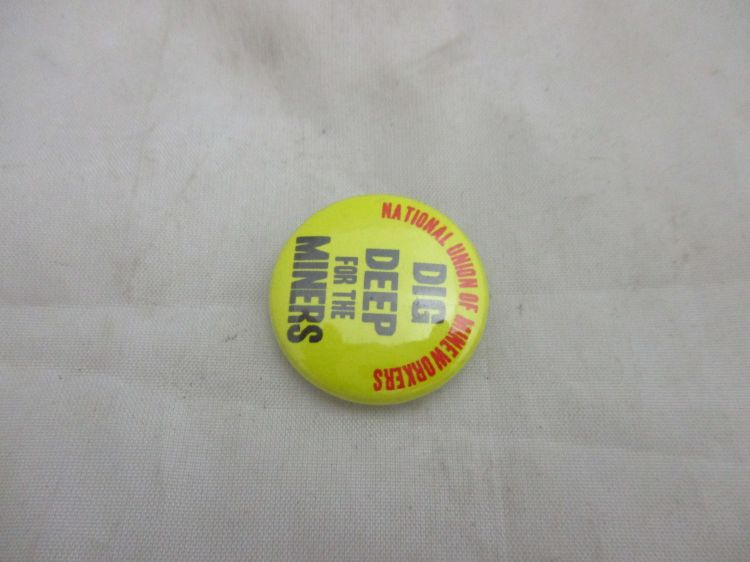 NATIONAL UNION OF MINEWORKERS
DIG
DEEP
FOR THE
MINERS